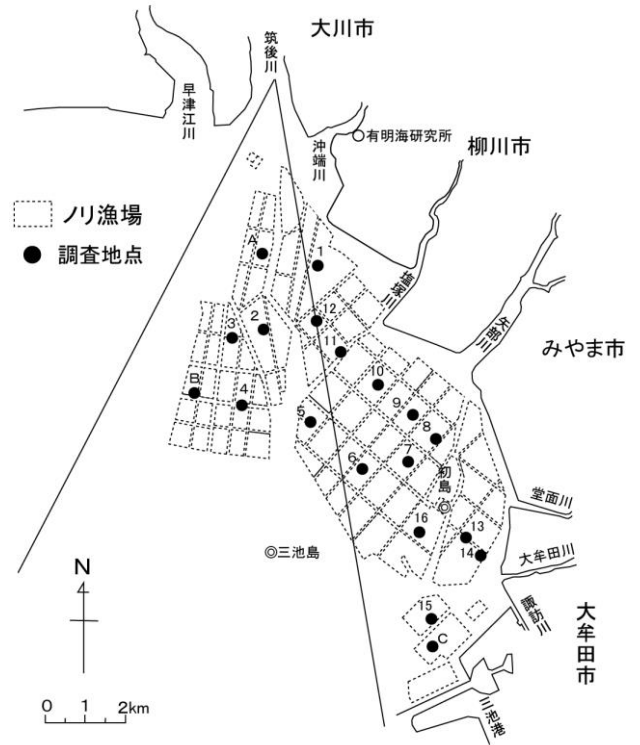 大川市
筑後川
早津江川
沖端川
有明海研究所
柳川市
ノリ漁場
調査地点
塩塚川
矢部川
みやま市
A
1
12
2
3
11
B
4
10
5
9
8
6
7
初島
16
13
14
堂面川
大牟田川
三池島
諏訪川
大牟田市
15
C
三池港
N
0 1 2km